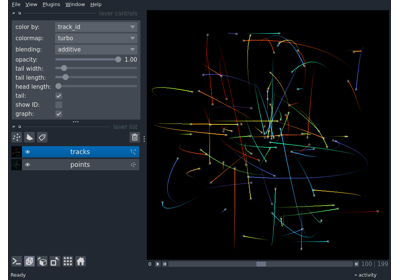 File View Plugins Window Help
layer controls
color by: track_id
colormap: turbo
blending: additive
opacity: 1.00
tail width:
tail length:
head length:
tail:
show ID:
graph:
layer list
tracks
points
100 199
Ready
activity